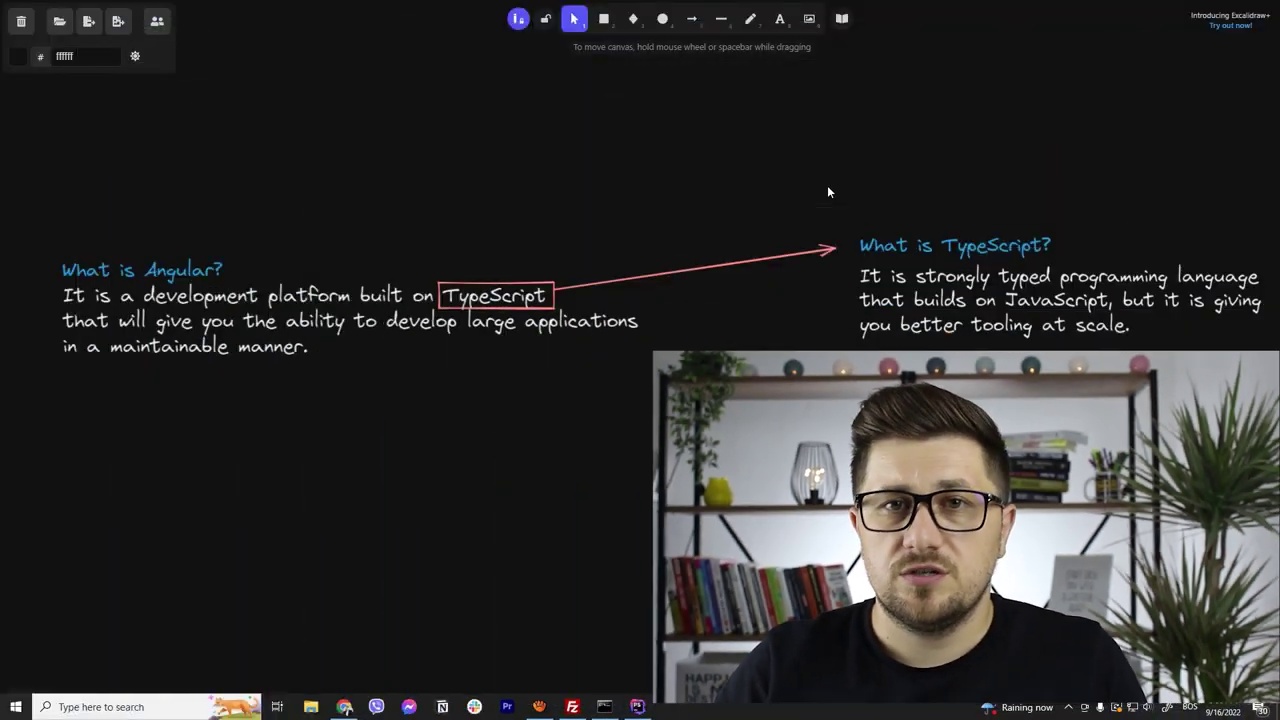 Introducing Excalidraw+
Try out now!
To move canvas, hold mouse wheel or spacebar while dragging
# ffffff
What is Angular?
It is a development platform built on TypeScript
that will give you the ability to develop large applications
in a maintainable manner.
What is TypeScript?
It is strongly typed programming language
that builds on JavaScript, but it is giving
you better tooling at scale.
Type here to search
Raining now
BOS
9/16/2022
30